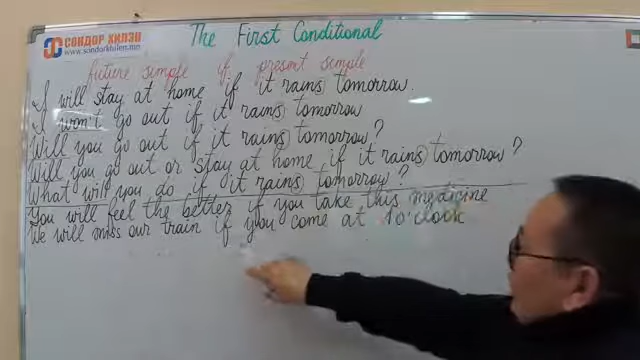 СОНДОР ХИЛЭН
www.sondorkhilen.mn
The First Conditional
future simple if present simple
I will stay at home if it rains tomorrow.
I won't go out if it rains tomorrow
Will you go out if it rains tomorrow?
Will you go out or stay at home if it rains tomorrow?
What will you do if it rains tomorrow?
You will feel the better if you take this medicine
We will miss our train if you come at 10'clock